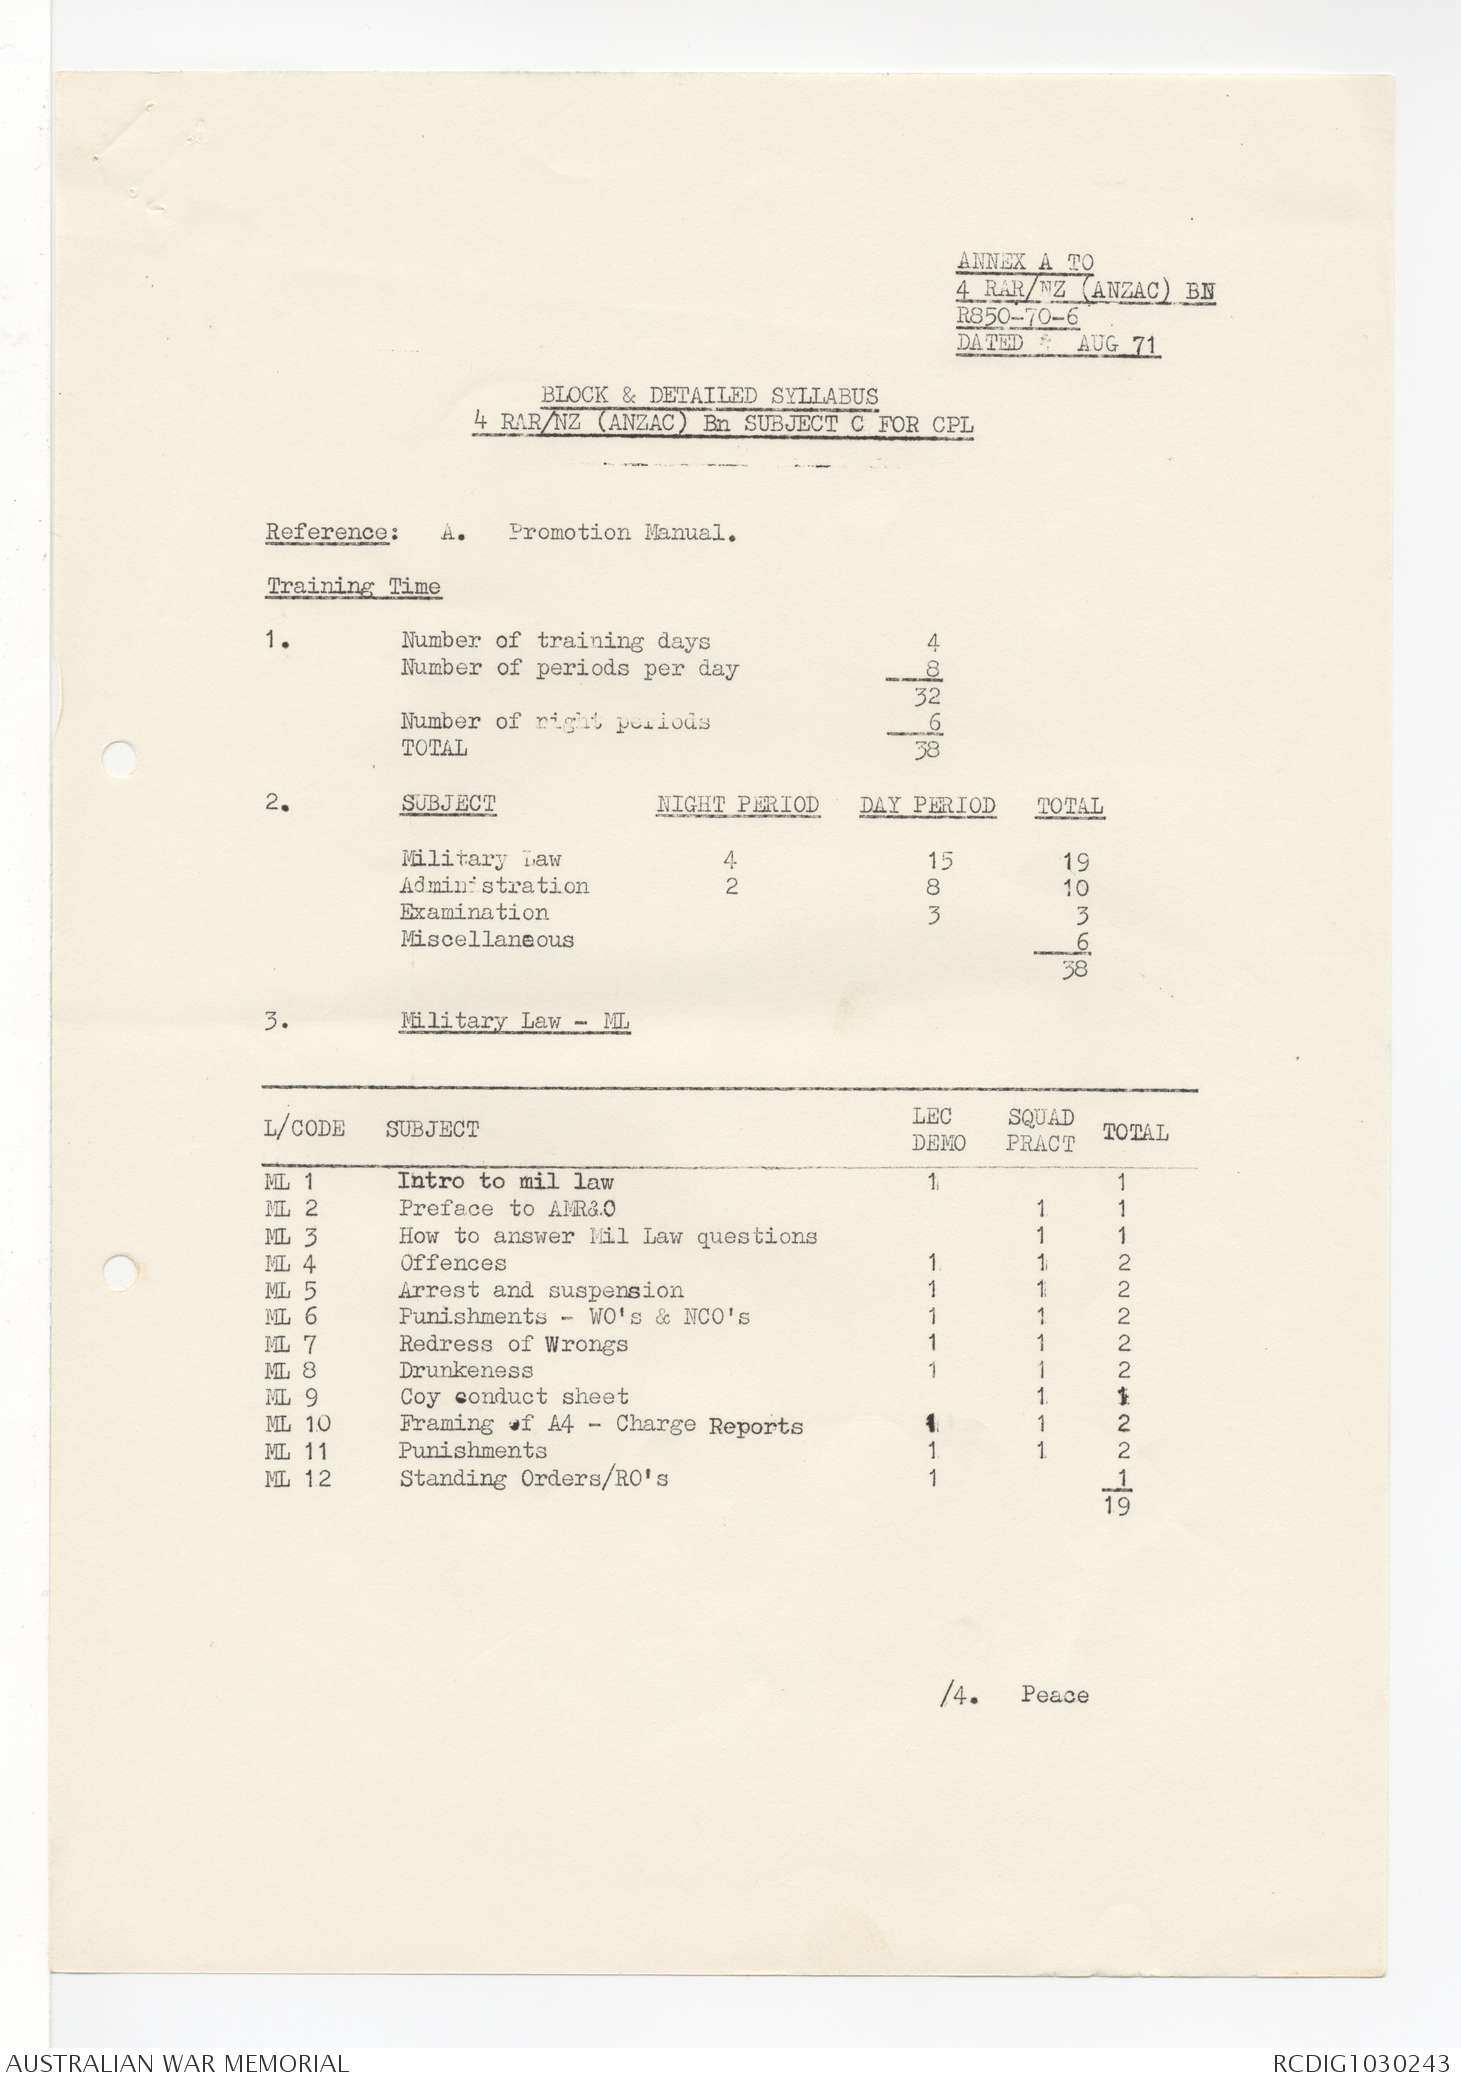 ANNEX A TO
4 RAR/NZ (ANZAC) BN
R850-70-6
DATED AUG 71
BLOCK & DETAILED SYLLABUS
4 RAR/NZ (ANZAC) Bn SUBJECT C FOR CPL
Reference: A. Promotion Manual.
Training Time
1. Number of training days 4
Number of periods per day 8
32
Number of night periods 6
TOTAL 38
2. SUBJECT NIGHT PERIOD DAY PERIOD TOTAL
Military Law 4 15 19
Administration 2 8 10
Examination 3 3
Miscellaneous 6
38
3. Military Law - ML
L/CODE SUBJECT LEC DEMO SQUAD PRACT TOTAL
ML 1 Intro to mil law 1 1
ML 2 Preface to AMR&O 1 1
ML 3 How to answer Mil Law questions 1 1
ML 4 Offences 1 1 2
ML 5 Arrest and suspension 1 1 2
ML 6 Punishments - WO's & NCO's 1 1 2
ML 7 Redress of Wrongs 1 1 2
ML 8 Drunkeness 1 1 2
ML 9 Coy conduct sheet 1 1
ML 10 Framing of A4 - Charge Reports 1 1 2
ML 11 Punishments 1 1 2
ML 12 Standing Orders/RO's 1 1
19
/4. Peace
AUSTRALIAN WAR MEMORIAL RCDIG1030243